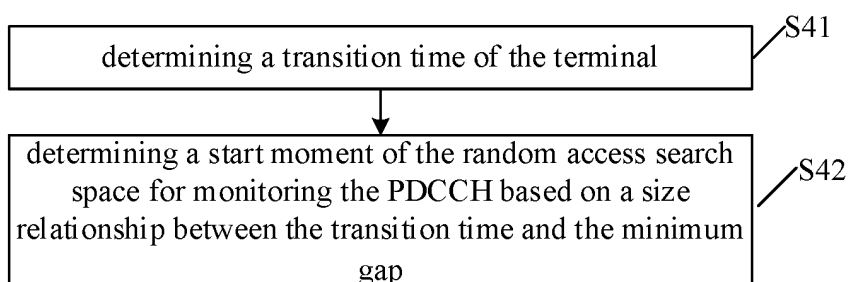 determining a transition time of the terminal
S41
determining a start moment of the random access search
space for monitoring the PDCCH based on a size
relationship between the transition time and the minimum
gap
S42